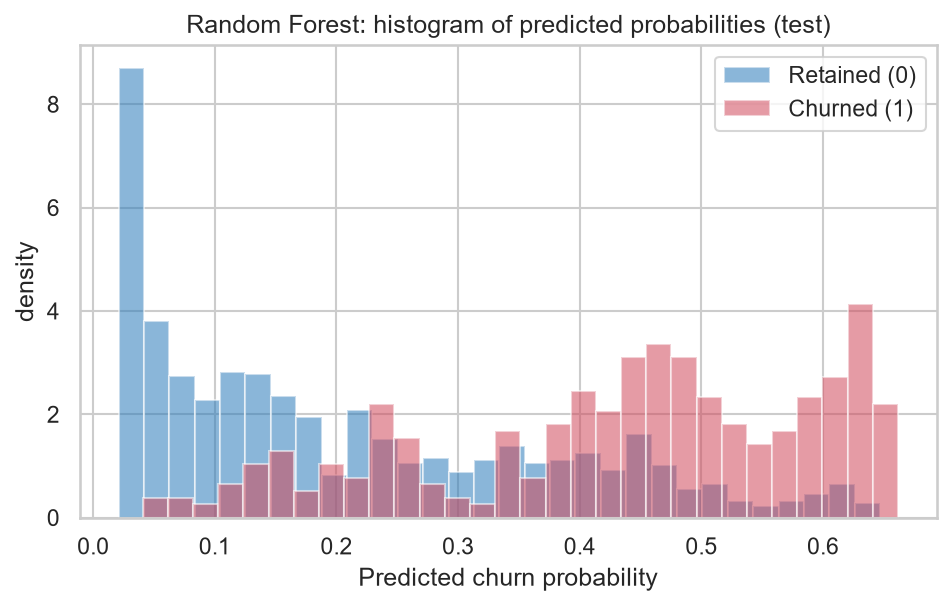 Random Forest: histogram of predicted probabilities (test)
Retained (0)
Churned (1)
density
8
6
4
2
0
0.0 0.1 0.2 0.3 0.4 0.5 0.6
Predicted churn probability